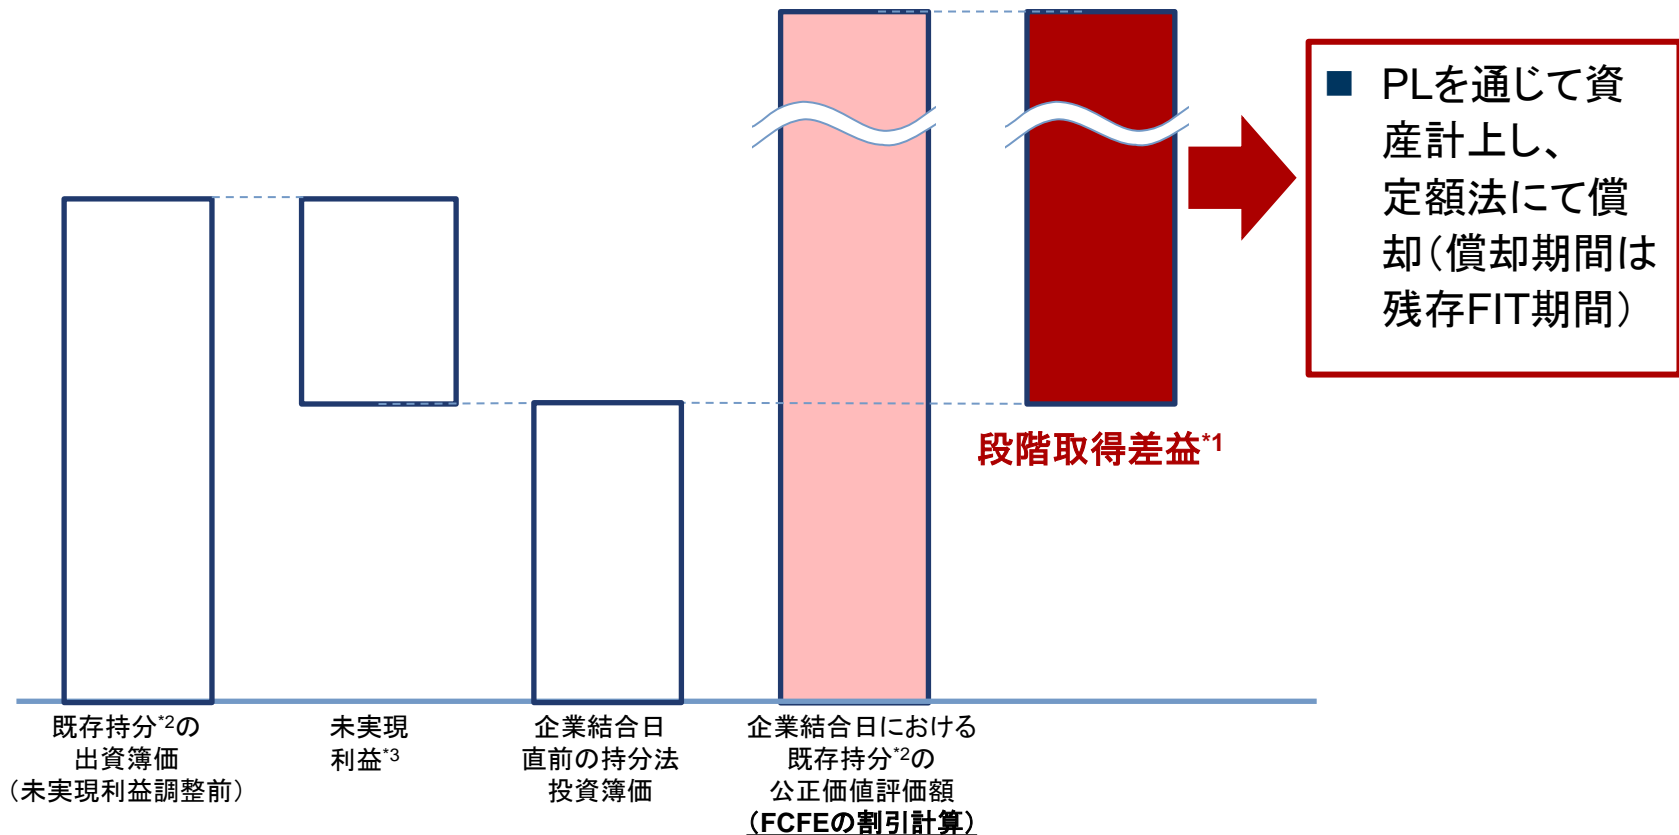 ■ PLを通じて資
産計上し、
定額法にて償
却（償却期間は
残存FIT期間）
段階取得差益*1
既存持分*2の
出資簿価
（未実現利益調整前）
未実現
利益*3
企業結合日
直前の持分法
投資簿価
企業結合日における
既存持分*2の
公正価値評価額
（FCFEの割引計算）